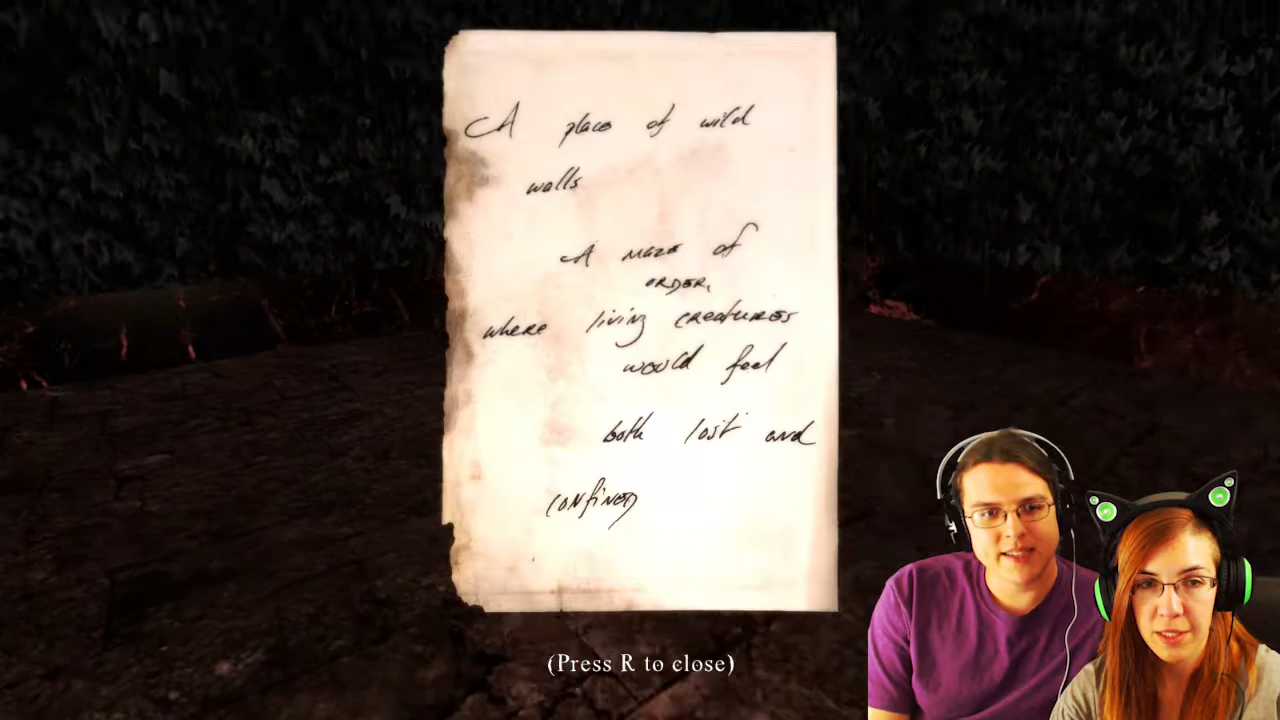 A place of wild
walls
A maze of
ORDER,
where living creatures
would feel
both lost and
confined
(Press R to close)